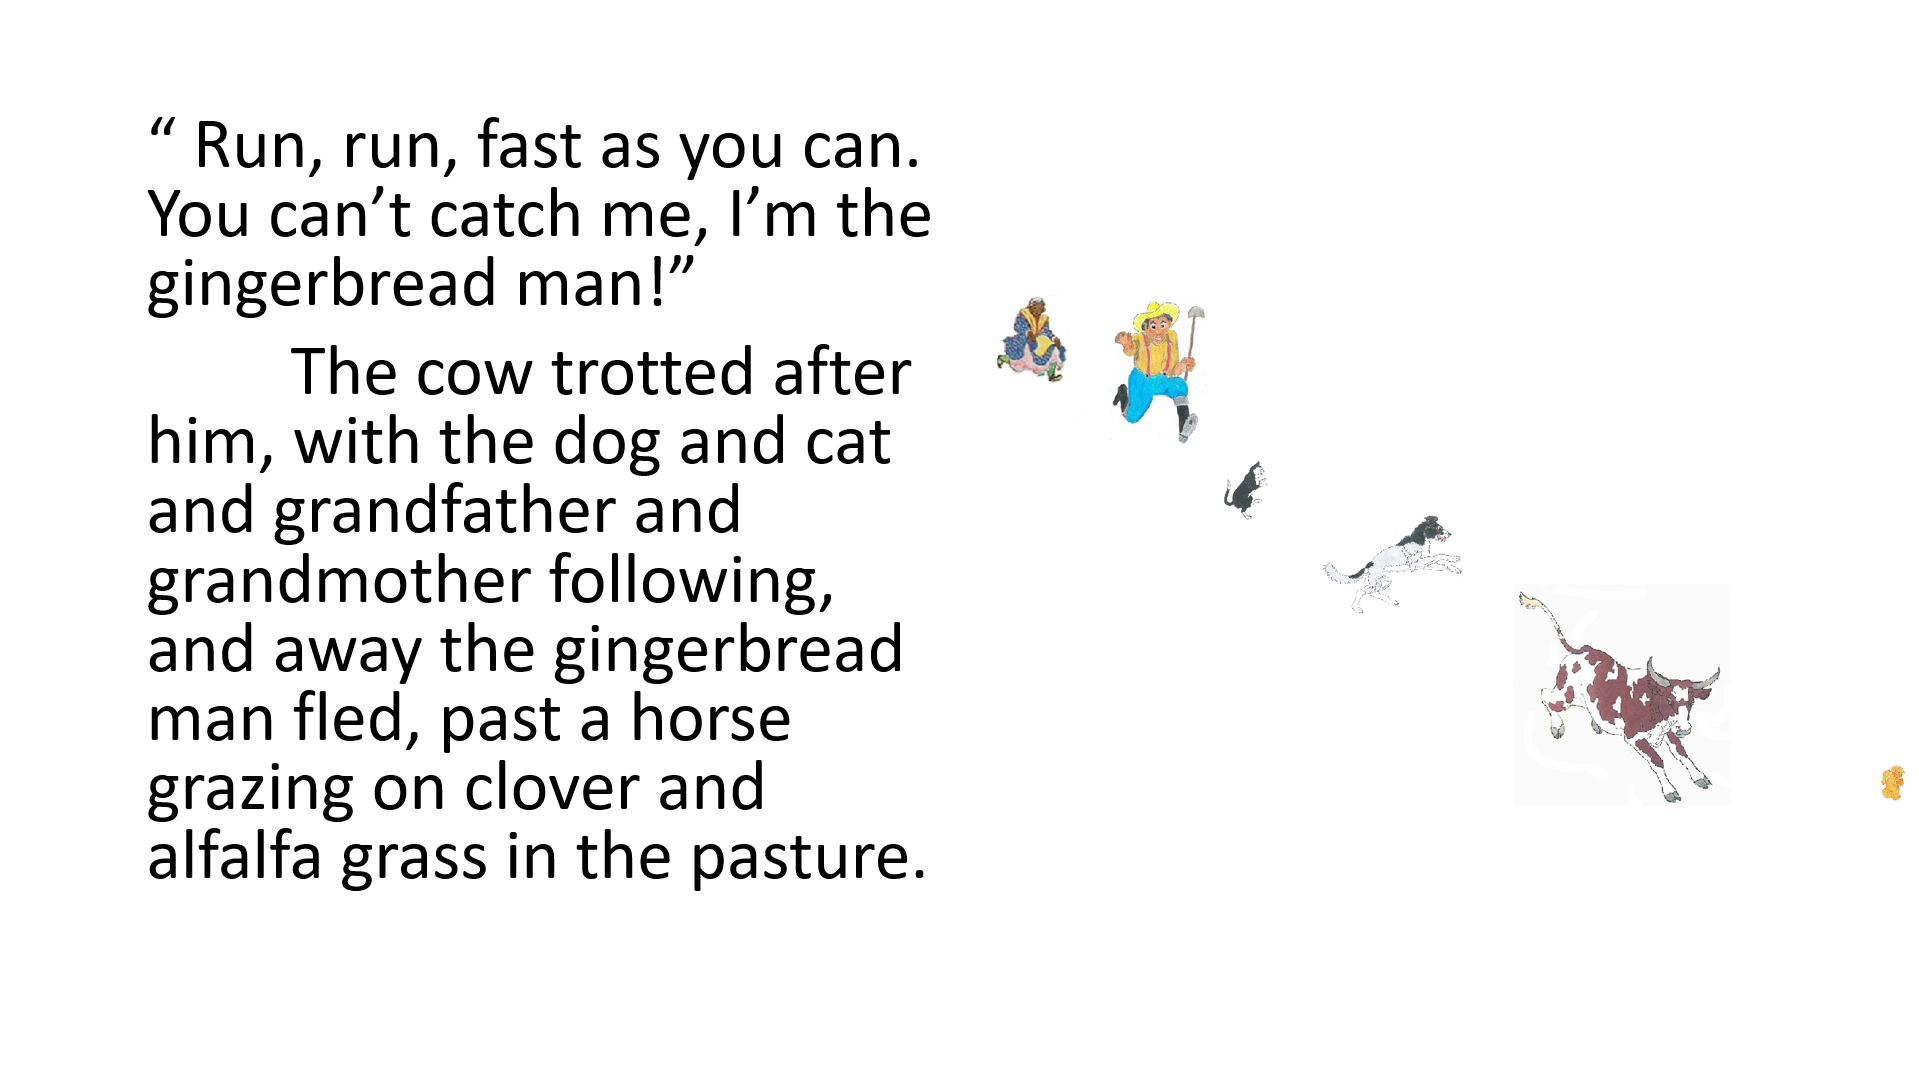 “ Run, run, fast as you can.
You can’t catch me, I’m the
gingerbread man!”
The cow trotted after
him, with the dog and cat
and grandfather and
grandmother following,
and away the gingerbread
man fled, past a horse
grazing on clover and
alfalfa grass in the pasture.